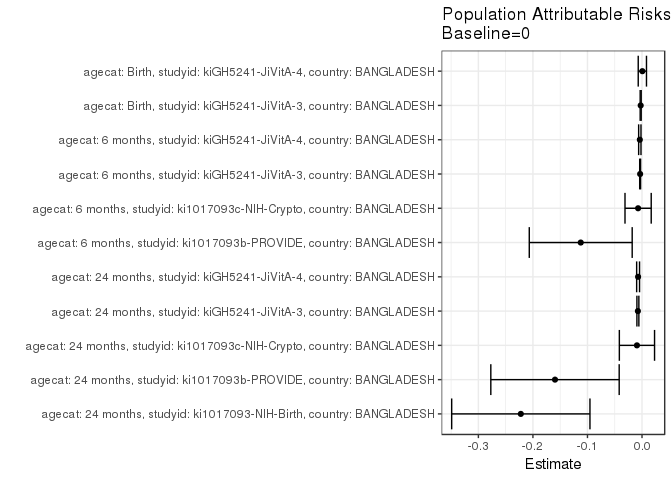 Population Attributable Risks
Baseline=0
agecat: Birth, studyid: kiGH5241-JiVitA-4, country: BANGLADESH
agecat: Birth, studyid: kiGH5241-JiVitA-3, country: BANGLADESH
agecat: 6 months, studyid: kiGH5241-JiVitA-4, country: BANGLADESH
agecat: 6 months, studyid: kiGH5241-JiVitA-3, country: BANGLADESH
agecat: 6 months, studyid: ki1017093c-NIH-Crypto, country: BANGLADESH
agecat: 6 months, studyid: ki1017093b-PROVIDE, country: BANGLADESH
agecat: 24 months, studyid: kiGH5241-JiVitA-4, country: BANGLADESH
agecat: 24 months, studyid: kiGH5241-JiVitA-3, country: BANGLADESH
agecat: 24 months, studyid: ki1017093c-NIH-Crypto, country: BANGLADESH
agecat: 24 months, studyid: ki1017093b-PROVIDE, country: BANGLADESH
agecat: 24 months, studyid: ki1017093-NIH-Birth, country: BANGLADESH
-0.3 -0.2 -0.1 0.0
Estimate